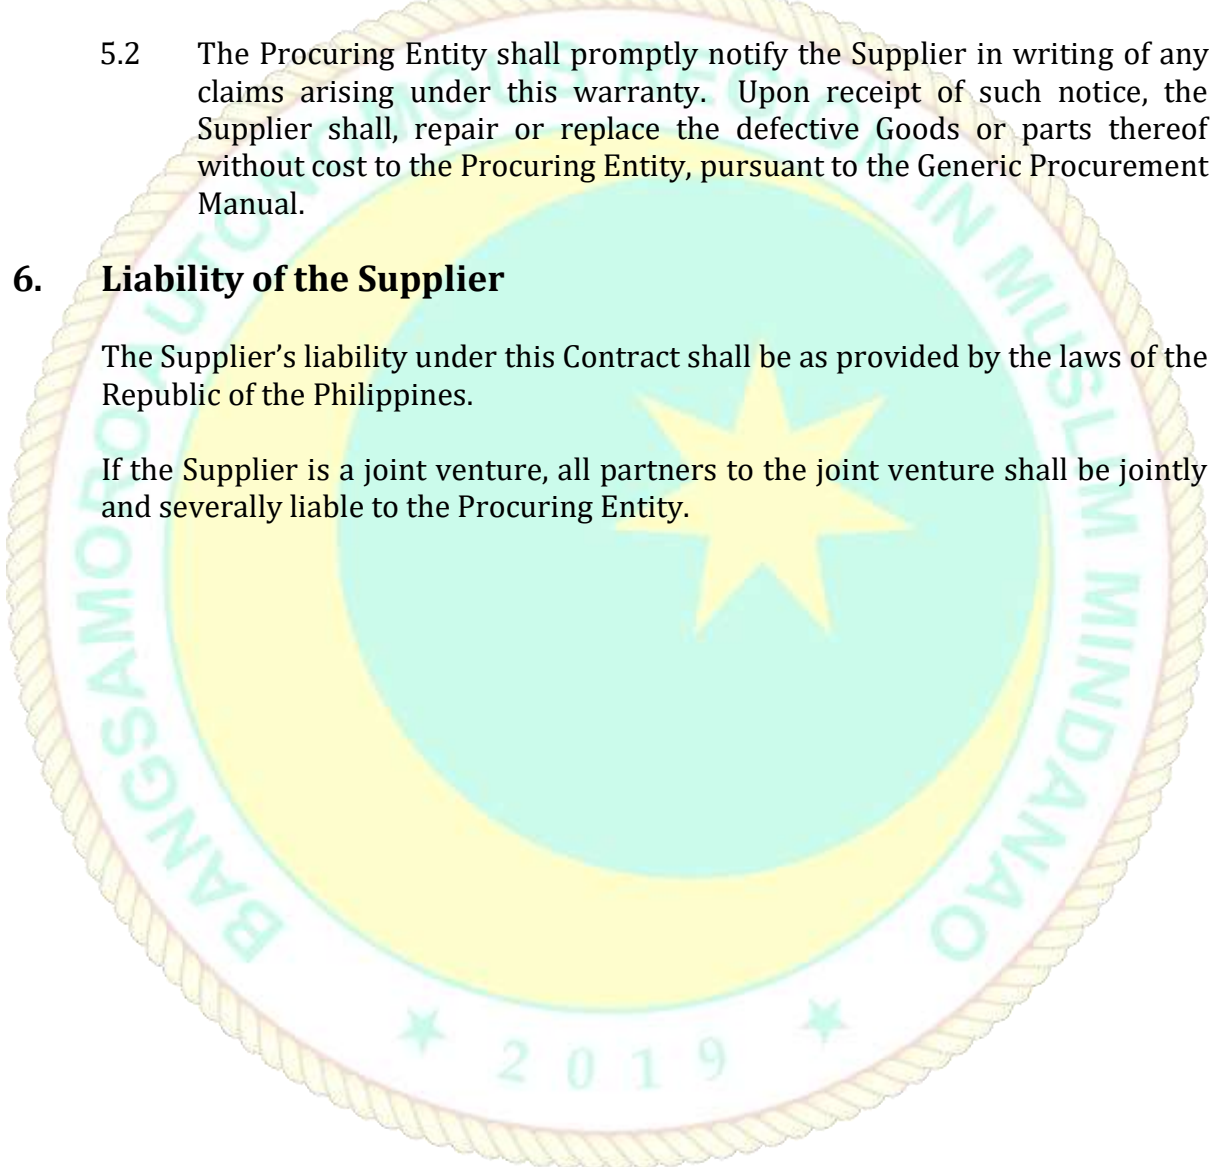 5.2 The Procuring Entity shall promptly notify the Supplier in writing of any
claims arising under this warranty. Upon receipt of such notice, the
Supplier shall, repair or replace the defective Goods or parts thereof
without cost to the Procuring Entity, pursuant to the Generic Procurement
Manual.
6. Liability of the Supplier
The Supplier’s liability under this Contract shall be as provided by the laws of the
Republic of the Philippines.
If the Supplier is a joint venture, all partners to the joint venture shall be jointly
and severally liable to the Procuring Entity.
BANGSAMORO AUTONOMOUS REGION IN MUSLIM MINDANAO
2019